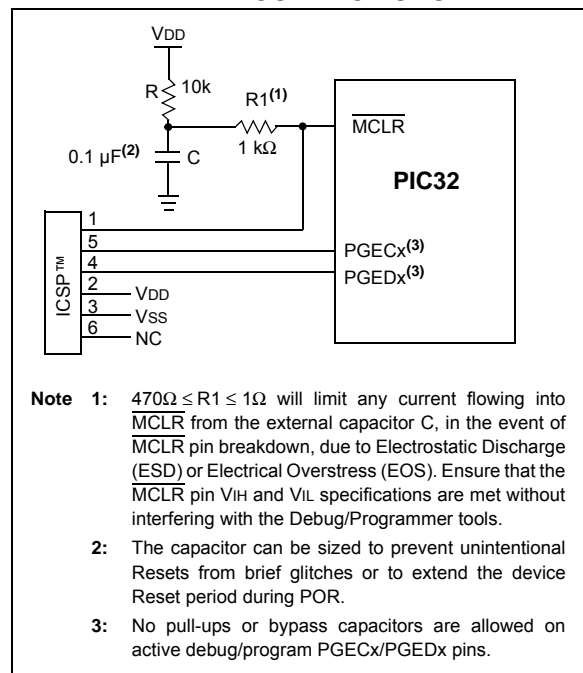 VDD
R 10k
R1(1)
0.1 µF(2) C
1 kΩ
MCLR
PIC32
1
5
4
2
3
6
ICSP™
PGECx(3)
PGEDx(3)
VDD
VSS
NC
Note 1: 470Ω ≤ R1 ≤ 1Ω will limit any current flowing into
MCLR from the external capacitor C, in the event of
MCLR pin breakdown, due to Electrostatic Discharge
(ESD) or Electrical Overstress (EOS). Ensure that the
MCLR pin VIH and VIL specifications are met without
interfering with the Debug/Programmer tools.
2: The capacitor can be sized to prevent unintentional
Resets from brief glitches or to extend the device
Reset period during POR.
3: No pull-ups or bypass capacitors are allowed on
active debug/program PGECx/PGEDx pins.